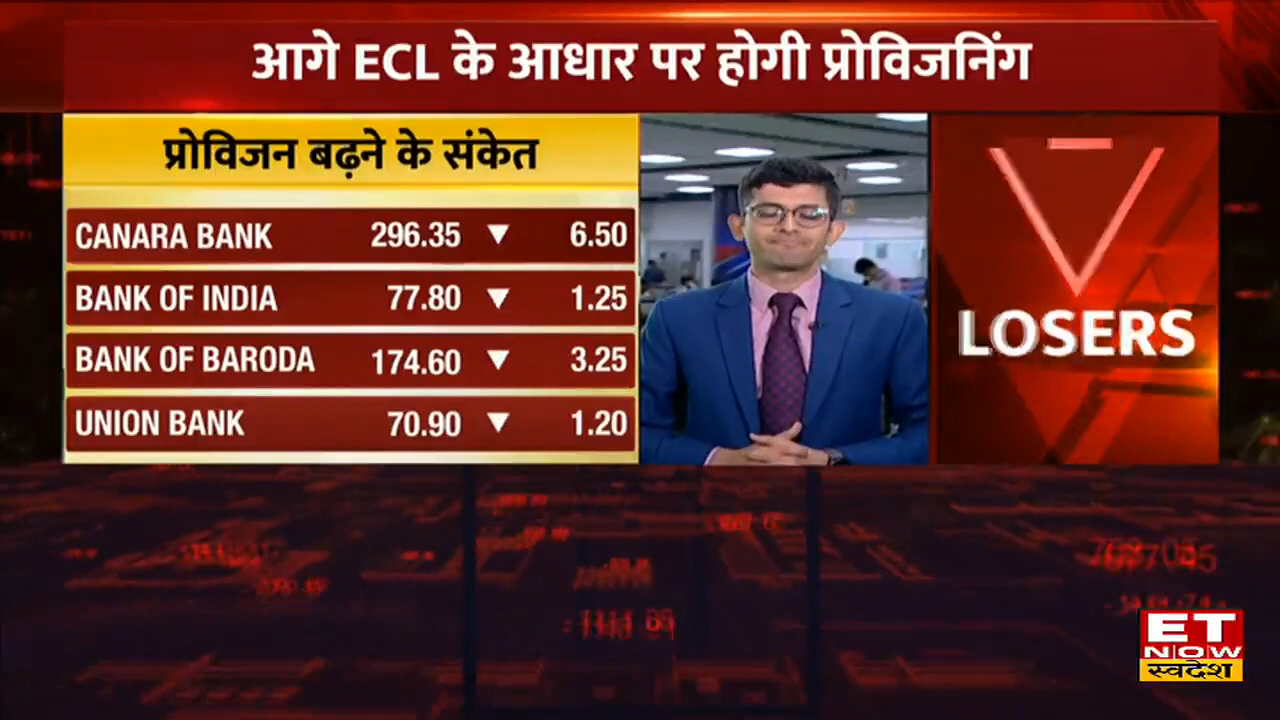 आगे ECL के आधार पर होगी प्रोविजनिंग
प्रोविजन बढ़ने के संकेत
CANARA BANK 296.35 ▼ 6.50
BANK OF INDIA 77.80 ▼ 1.25
BANK OF BARODA 174.60 ▼ 3.25
UNION BANK 70.90 ▼ 1.20
LOSERS
ET
NOW
स्वदेश